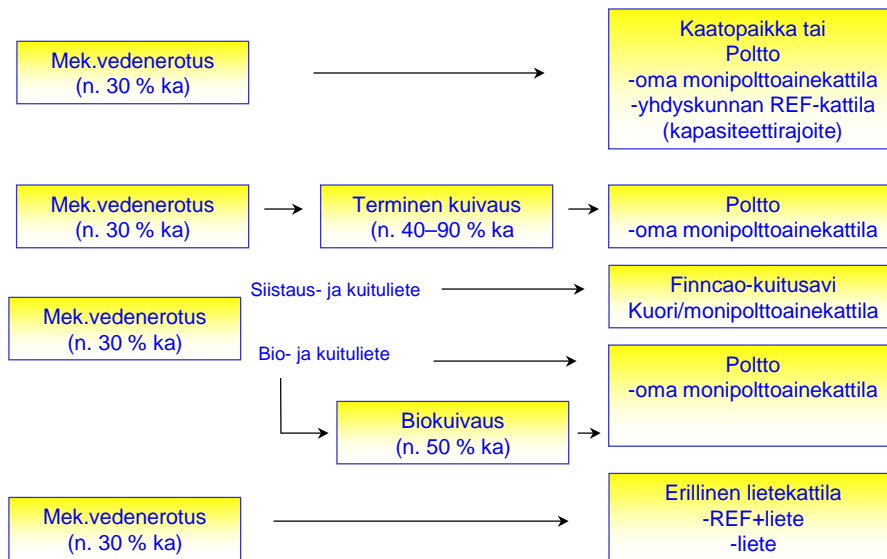 Mek.vedenerotus
(n. 30 % ka)
Kaatopaikka tai
Poltto
-oma monipolttoainekattila
-yhdyskunnan REF-kattila
(kapasiteettirajoite)
Mek.vedenerotus
(n. 30 % ka)
Terminen kuivaus
(n. 40–90 % ka
Poltto
-oma monipolttoainekattila
Mek.vedenerotus
(n. 30 % ka)
Siistaus- ja kuituliete
Finncao-kuitusavi
Kuori/monipolttoainekattila
Bio- ja kuituliete
Poltto
-oma monipolttoainekattila
Biokuivaus
(n. 50 % ka)
Mek.vedenerotus
(n. 30 % ka)
Erillinen lietekattila
-REF+liete
-liete